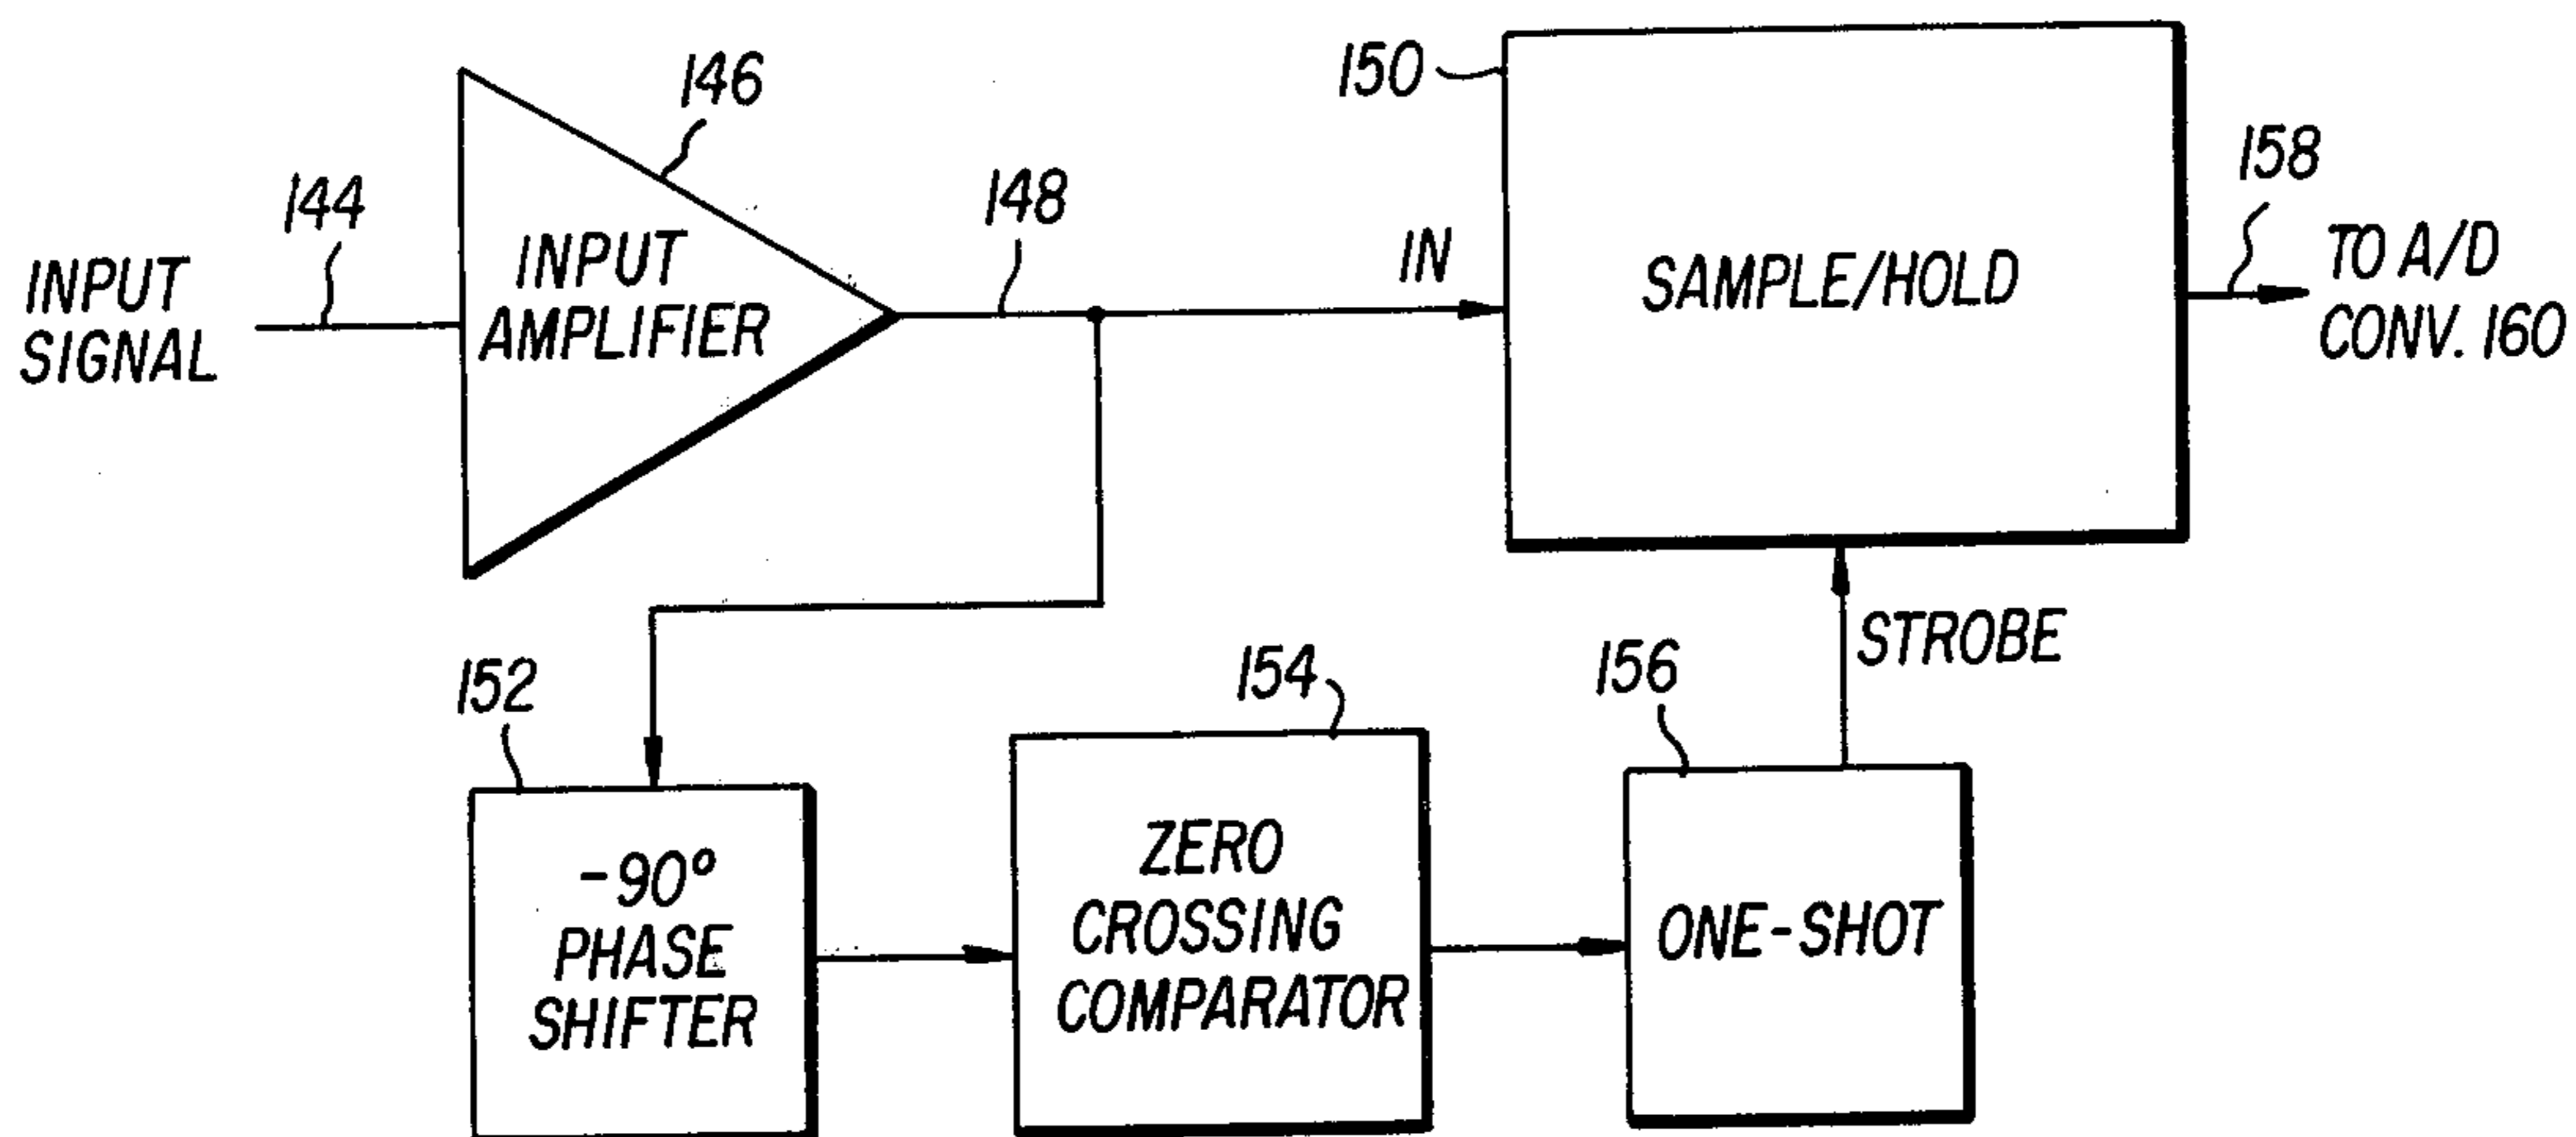 146
150
158
144
148
INPUT
SIGNAL
INPUT
AMPLIFIER
IN
SAMPLE/HOLD
TO A/D
CONV. 160
STROBE
152
154
156
-90°
PHASE
SHIFTER
ZERO
CROSSING
COMPARATOR
ONE-SHOT